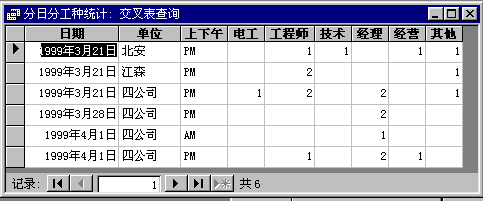 分日分工种统计: 交叉表查询
日期 单位 上下午 电工 工程师 技术 经理 经营 其他
1999年3月21日 北安 PM 1 1 1 1
1999年3月21日 江森 PM 2 1
1999年3月21日 四公司 PM 1 2 2 1
1999年3月28日 四公司 PM 2
1999年4月1日 四公司 AM 1
1999年4月1日 四公司 PM 1 2 1
记录: 1 共 6